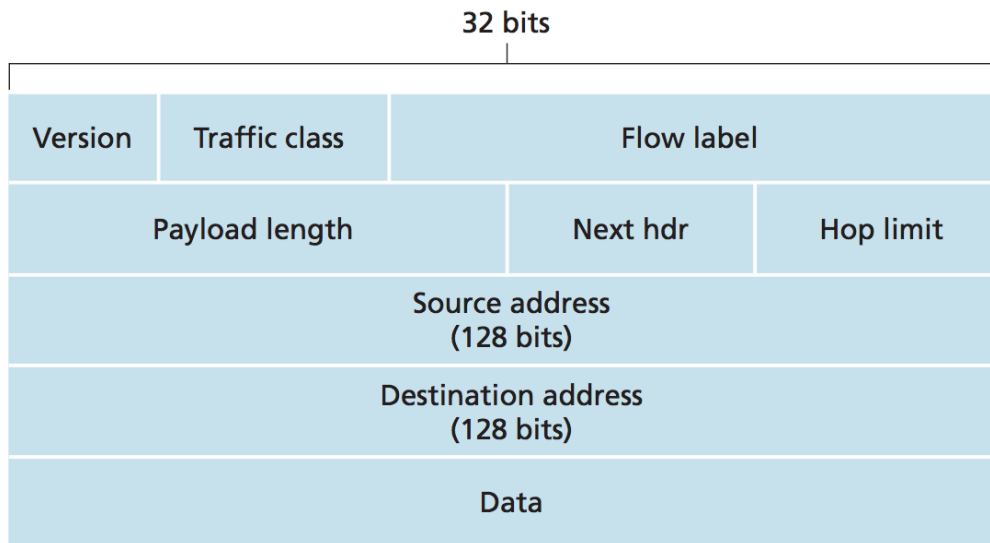 32 bits
Version Traffic class Flow label
Payload length Next hdr Hop limit
Source address
(128 bits)
Destination address
(128 bits)
Data